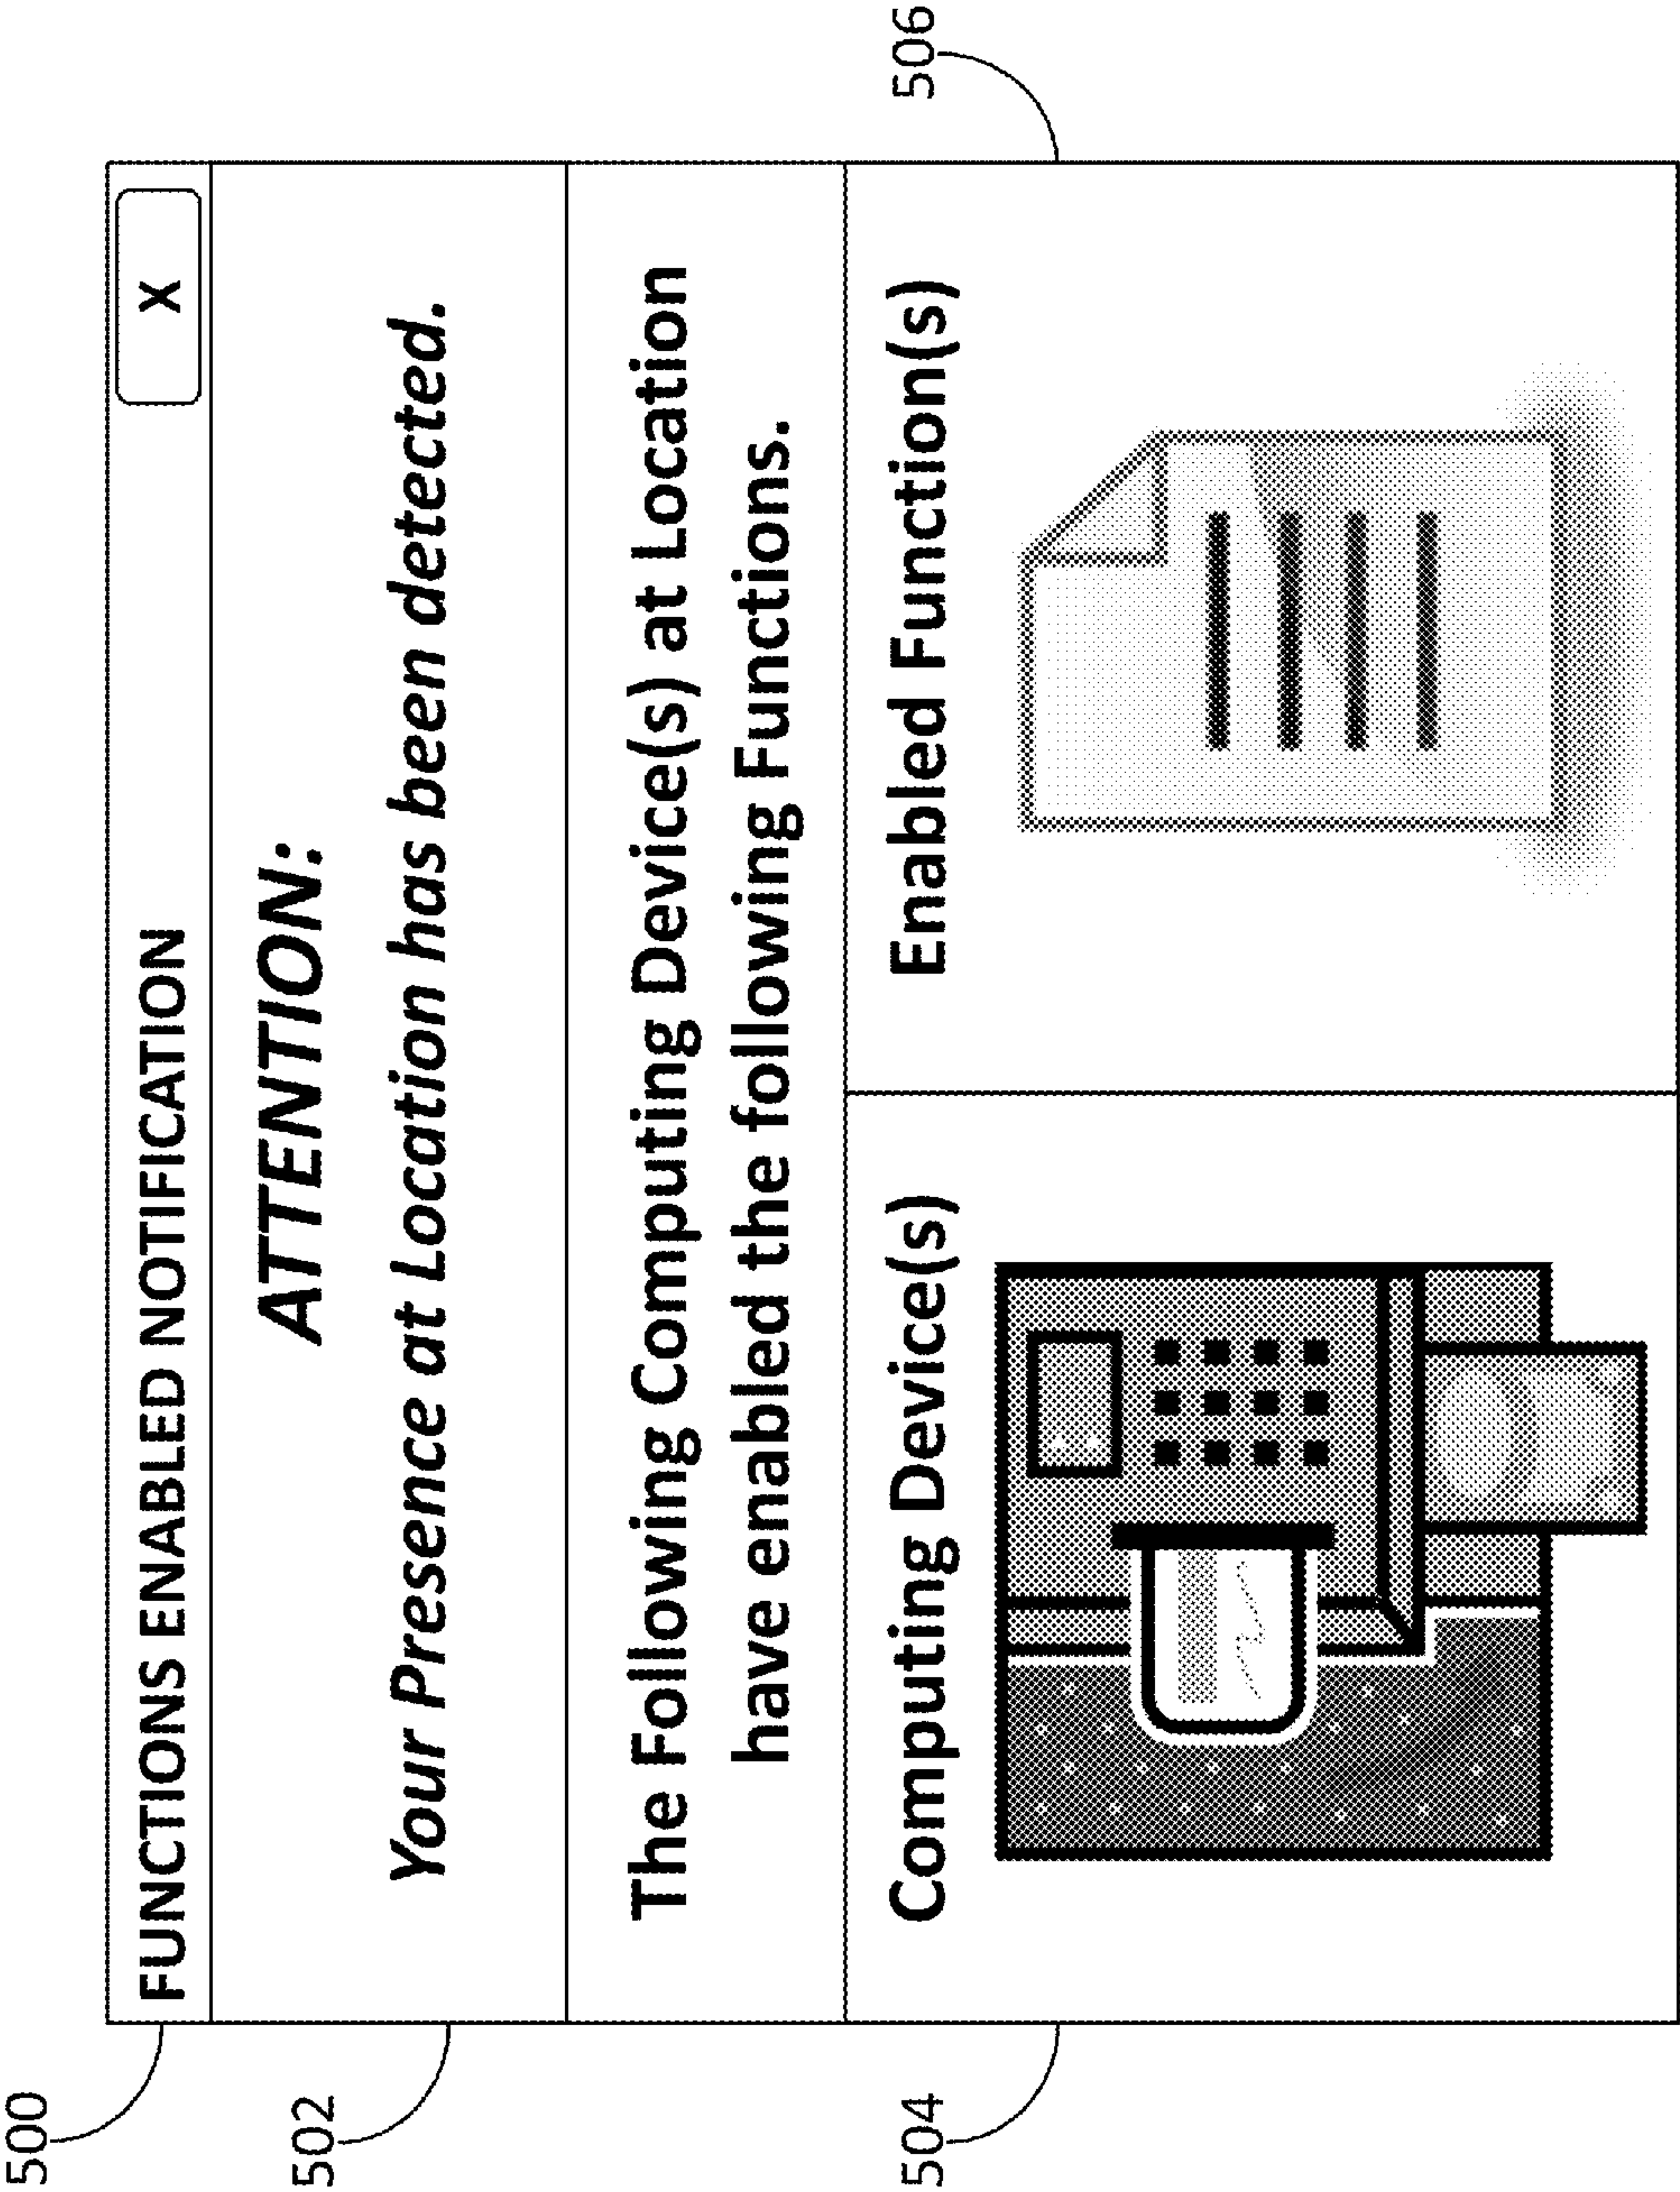 500
FUNCTIONS ENABLED NOTIFICATION
X
502
ATTENTION:
Your Presence at Location has been detected.
The Following Computing Device(s) at Location
have enabled the following Functions.
504
Computing Device(s)
Enabled Function(s)
506